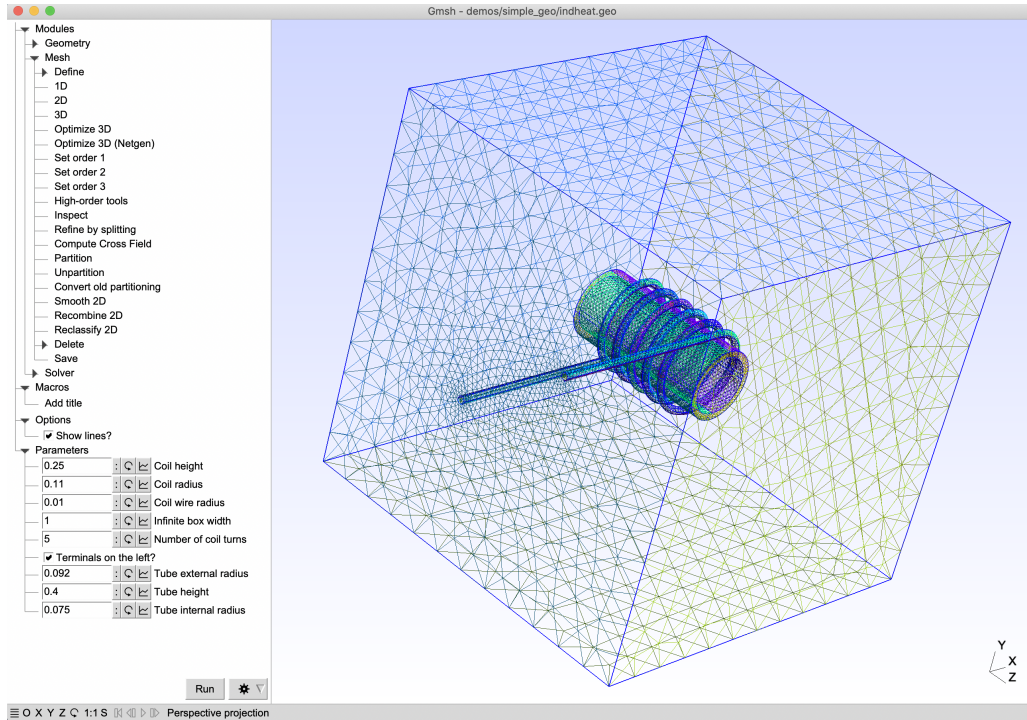 Gmsh - demos/simple_geo/indheat.geo
Modules
Geometry
Mesh
Define
1D
2D
3D
Optimize 3D
Optimize 3D (Netgen)
Set order 1
Set order 2
Set order 3
High-order tools
Inspect
Refine by splitting
Compute Cross Field
Partition
Unpartition
Convert old partitioning
Smooth 2D
Recombine 2D
Reclassify 2D
Delete
Save
Solver
Macros
Add title
Options
Show lines?
Parameters
0.25 : Coil height
0.11 : Coil radius
0.01 : Coil wire radius
1 : Infinite box width
5 : Number of coil turns
Terminals on the left?
0.092 : Tube external radius
0.4 : Tube height
0.075 : Tube internal radius
Y
X
Z
Run
O X Y Z 1:1 S Perspective projection